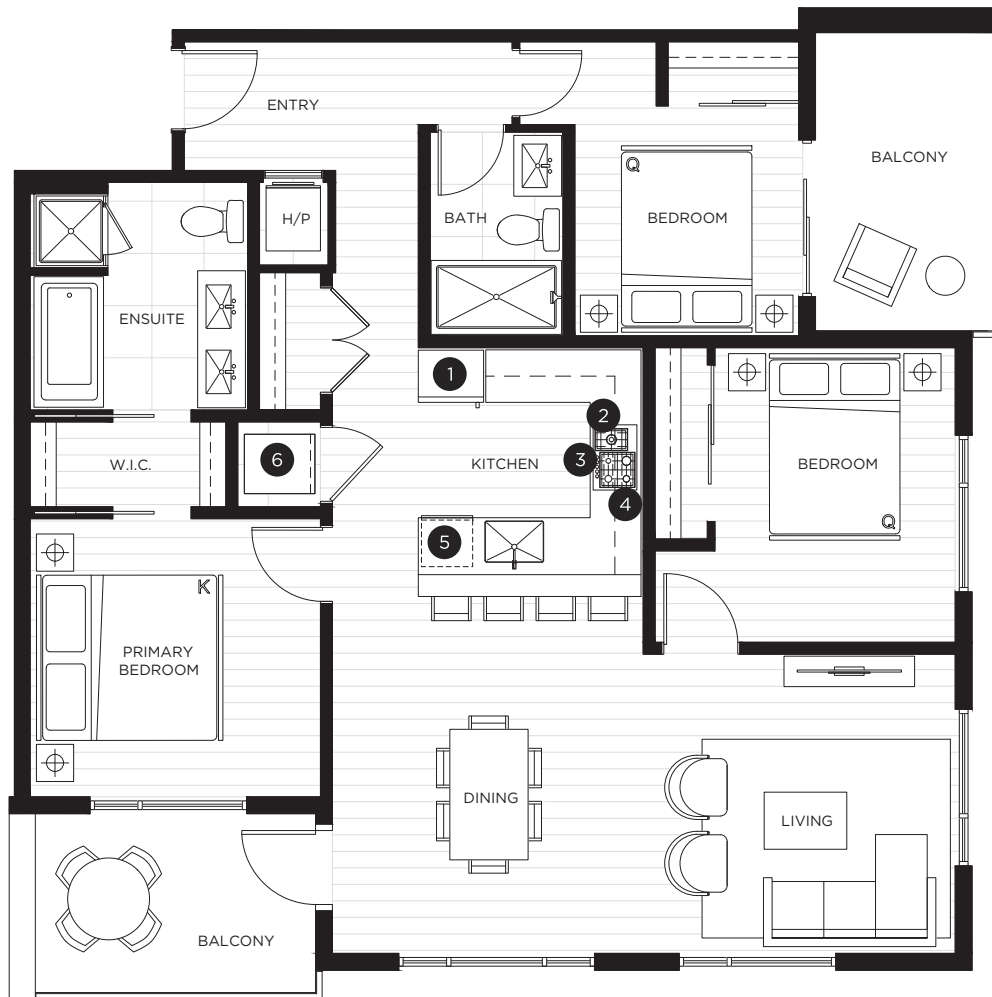 ENTRY
BALCONY
Q
BEDROOM
BATH
H/P
ENSUITE
1
2
3
4
KITCHEN
BEDROOM
6
W.I.C.
5
Q
K
PRIMARY
BEDROOM
DINING
LIVING
BALCONY